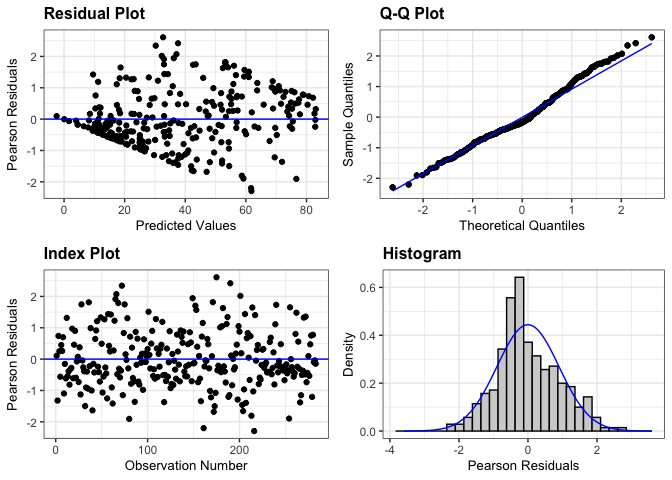 Residual Plot
Pearson Residuals
2
1
0
-1
-2
0 20 40 60 80
Predicted Values
Q-Q Plot
Sample Quantiles
2
1
0
-1
-2
-2 -1 0 1 2
Theoretical Quantiles
Index Plot
Pearson Residuals
2
1
0
-1
-2
0 100 200
Observation Number
Histogram
Density
0.6
0.4
0.2
0.0
-4 -2 0 2
Pearson Residuals